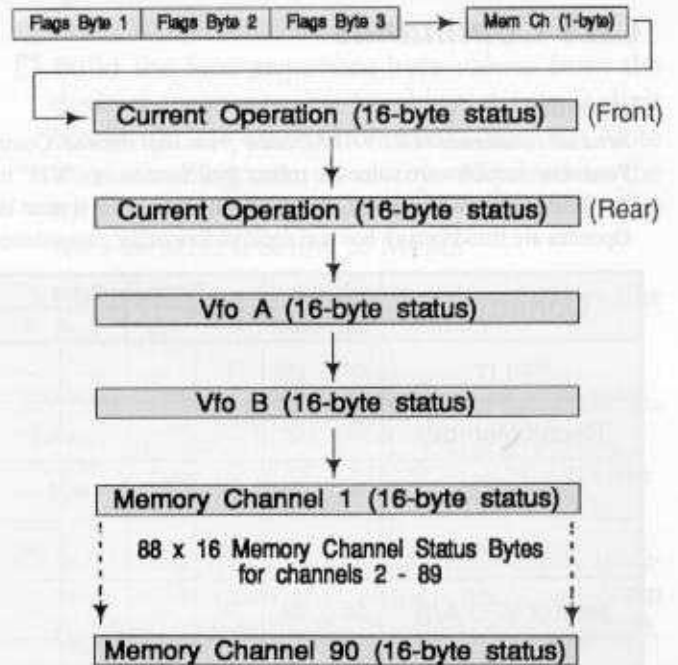 Flags Byte 1 Flags Byte 2 Flags Byte 3 Mem Ch (1-byte)
Current Operation (16-byte status) (Front)
Current Operation (16-byte status) (Rear)
Vfo A (16-byte status)
Vfo B (16-byte status)
Memory Channel 1 (16-byte status)
88 x 16 Memory Channel Status Bytes
for channels 2 - 89
Memory Channel 90 (16-byte status)